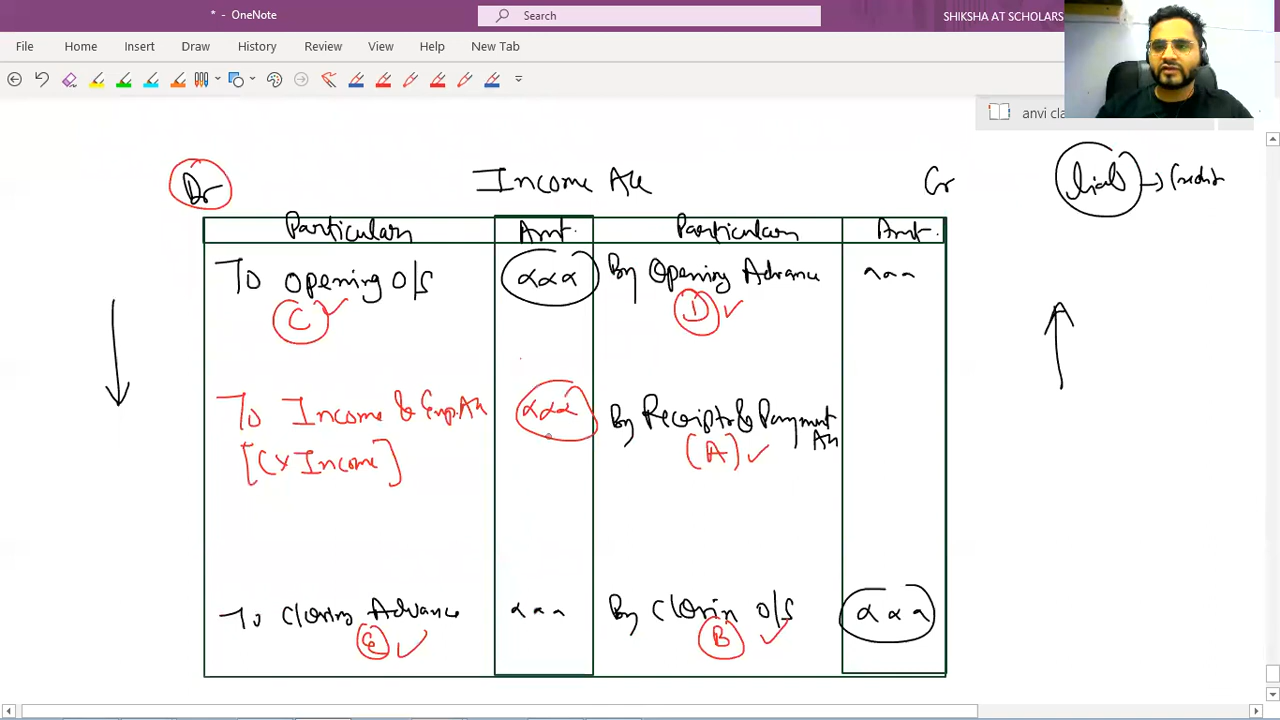 * - OneNote
Search
SHIKSHA AT SCHOLARS
File Home Insert Draw History Review View Help New Tab
anvi cla
Dr Income A/c Cr
liab → Credit
Particulars Amt. Particulars Amt.
To Opening o/s xxx By Opening Advance xxx
C ✓ D ✓
To Income & Exp. A/c xxx By Receipts & Payment A/c
[CY Income] (A) ✓
To Closing Advance xxx By Closin o/s xxx
E ✓ B ✓